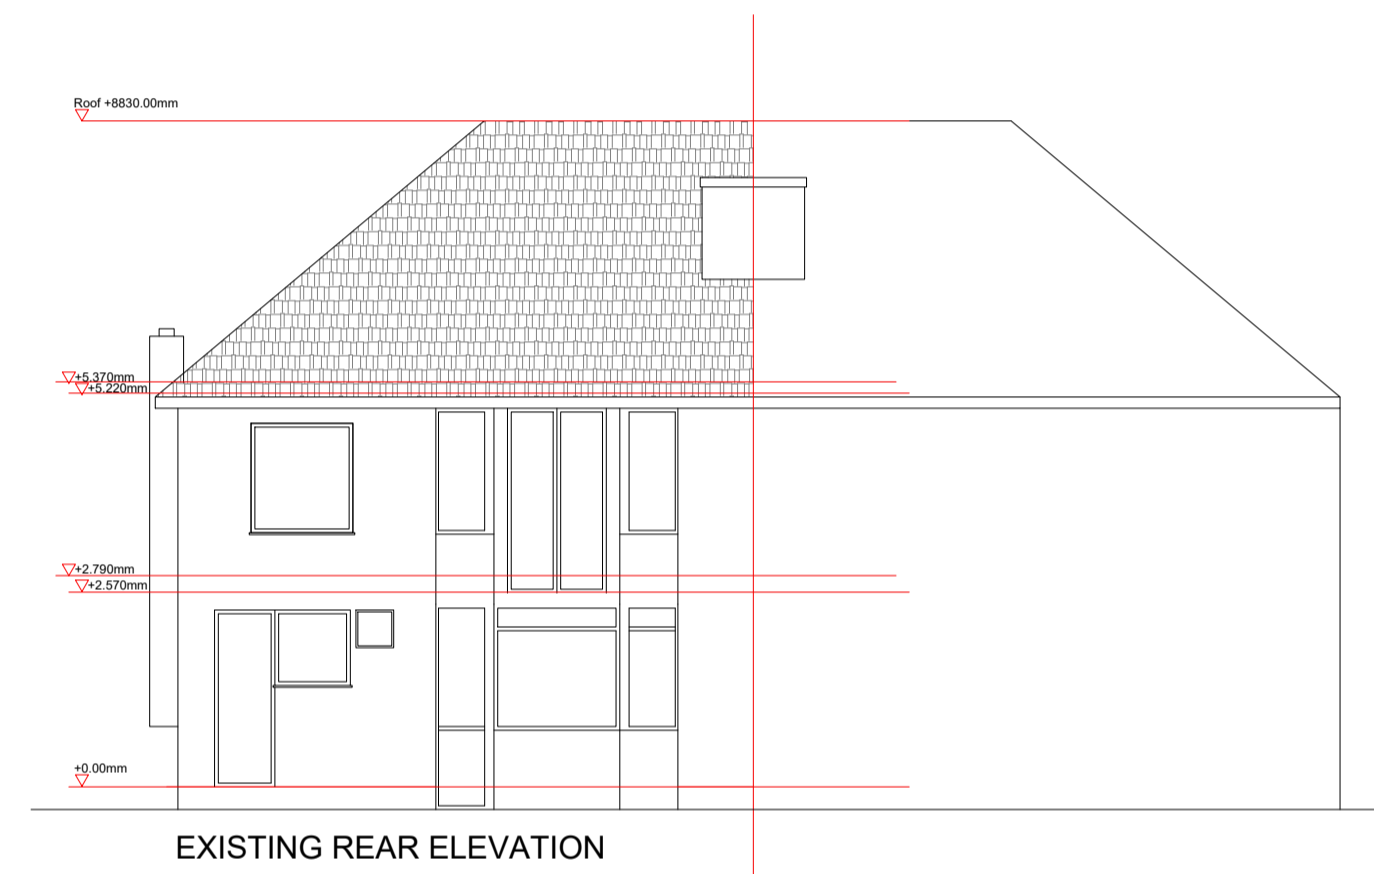 Roof +8830.00mm
+5.370mm
+5.220mm
+2.790mm
+2.570mm
+0.00mm
EXISTING REAR ELEVATION